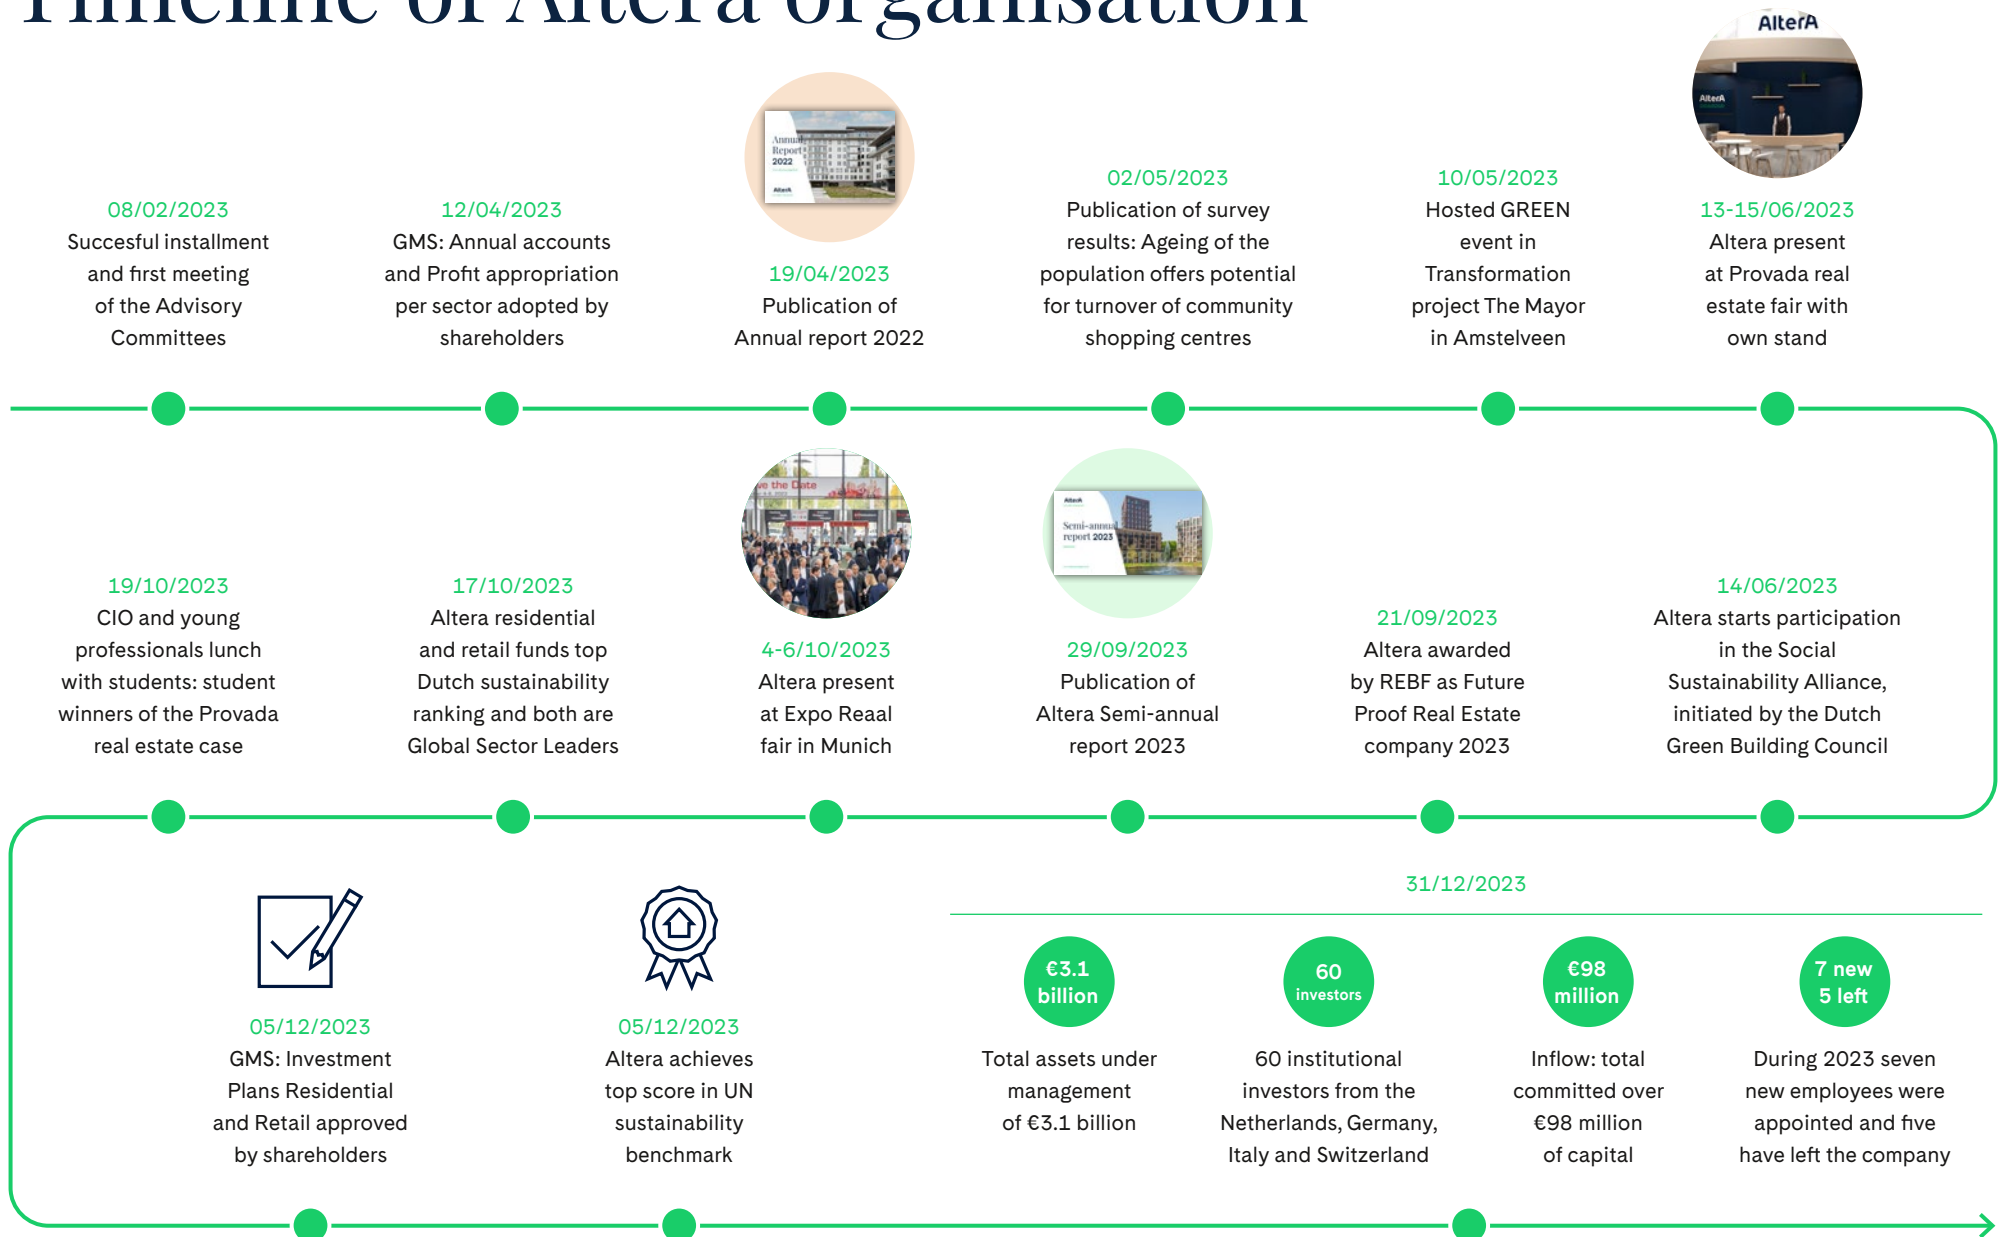 Timeline of Altera organisation
AlterA
AlterA
Annual
Report
2022
AlterA
08/02/2023
Succesful installment
and first meeting
of the Advisory
Committees
12/04/2023
GMS: Annual accounts
and Profit appropriation
per sector adopted by
shareholders
19/04/2023
Publication of
Annual report 2022
02/05/2023
Publication of survey
results: Ageing of the
population offers potential
for turnover of community
shopping centres
10/05/2023
Hosted GREEN
event in
Transformation
project The Mayor
in Amstelveen
13-15/06/2023
Altera present
at Provada real
estate fair with
own stand
14/06/2023
Altera starts participation
in the Social
Sustainability Alliance,
initiated by the Dutch
Green Building Council
21/09/2023
Altera awarded
by REBF as Future
Proof Real Estate
company 2023
AlterA
Semi-annual
report 2023
29/09/2023
Publication of
Altera Semi-annual
report 2023
ve the Date
4-6/10/2023
Altera present
at Expo Reaal
fair in Munich
17/10/2023
Altera residential
and retail funds top
Dutch sustainability
ranking and both are
Global Sector Leaders
19/10/2023
CIO and young
professionals lunch
with students: student
winners of the Provada
real estate case
05/12/2023
GMS: Investment
Plans Residential
and Retail approved
by shareholders
05/12/2023
Altera achieves
top score in UN
sustainability
benchmark
31/12/2023
€3.1
billion
Total assets under
management
of €3.1 billion
60
investors
60 institutional
investors from the
Netherlands, Germany,
Italy and Switzerland
€98
million
Inflow: total
committed over
€98 million
of capital
7 new
5 left
During 2023 seven
new employees were
appointed and five
have left the company